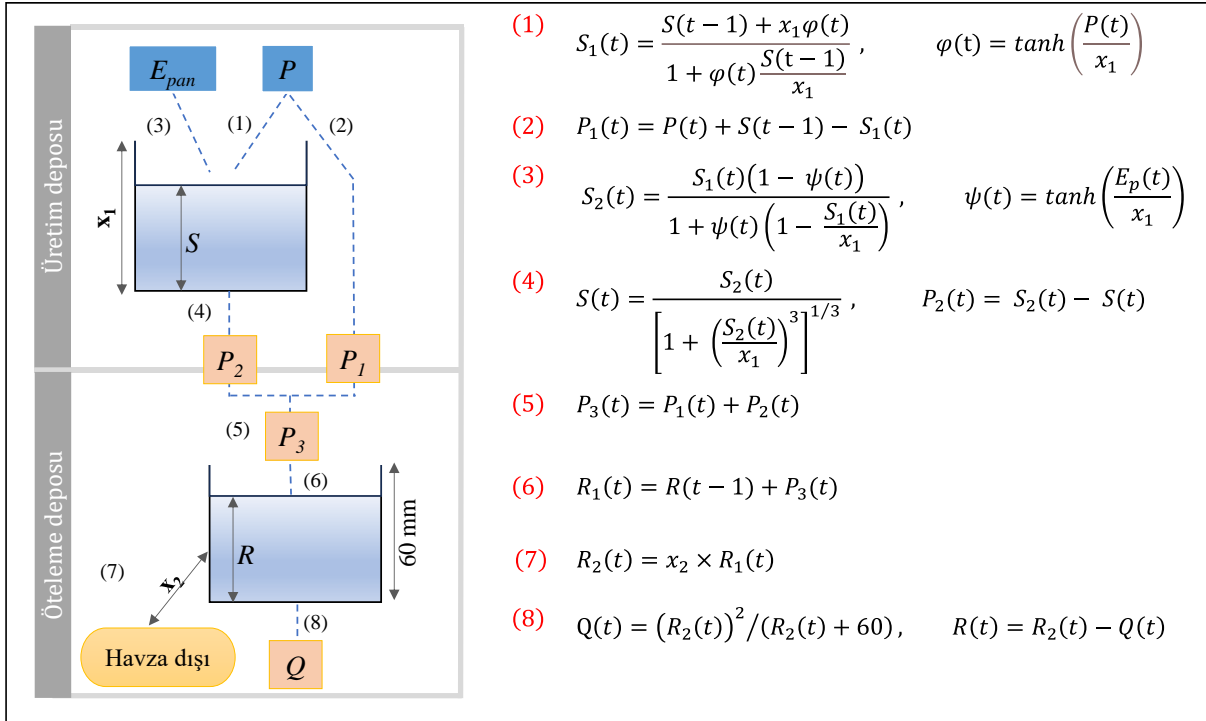 Üretim deposu
E_pan
P
(3)
(1)
(2)
x₁
S
(4)
P₂
P₁
Öteleme deposu
(5)
P₃
(6)
R
60 mm
(7)
x₂
(8)
Havza dışı
Q
(1) S₁(t) = (S(t − 1) + x₁φ(t)) / (1 + φ(t) S(t − 1)/x₁) , φ(t) = tanh(P(t)/x₁)
(2) P₁(t) = P(t) + S(t − 1) − S₁(t)
(3) S₂(t) = S₁(t)(1 − ψ(t)) / (1 + ψ(t)(1 − S₁(t)/x₁)) , ψ(t) = tanh(E_p(t)/x₁)
(4) S(t) = S₂(t) / [1 + (S₂(t)/x₁)³]^(1/3) , P₂(t) = S₂(t) − S(t)
(5) P₃(t) = P₁(t) + P₂(t)
(6) R₁(t) = R(t − 1) + P₃(t)
(7) R₂(t) = x₂ × R₁(t)
(8) Q(t) = (R₂(t))²/(R₂(t) + 60) , R(t) = R₂(t) − Q(t)